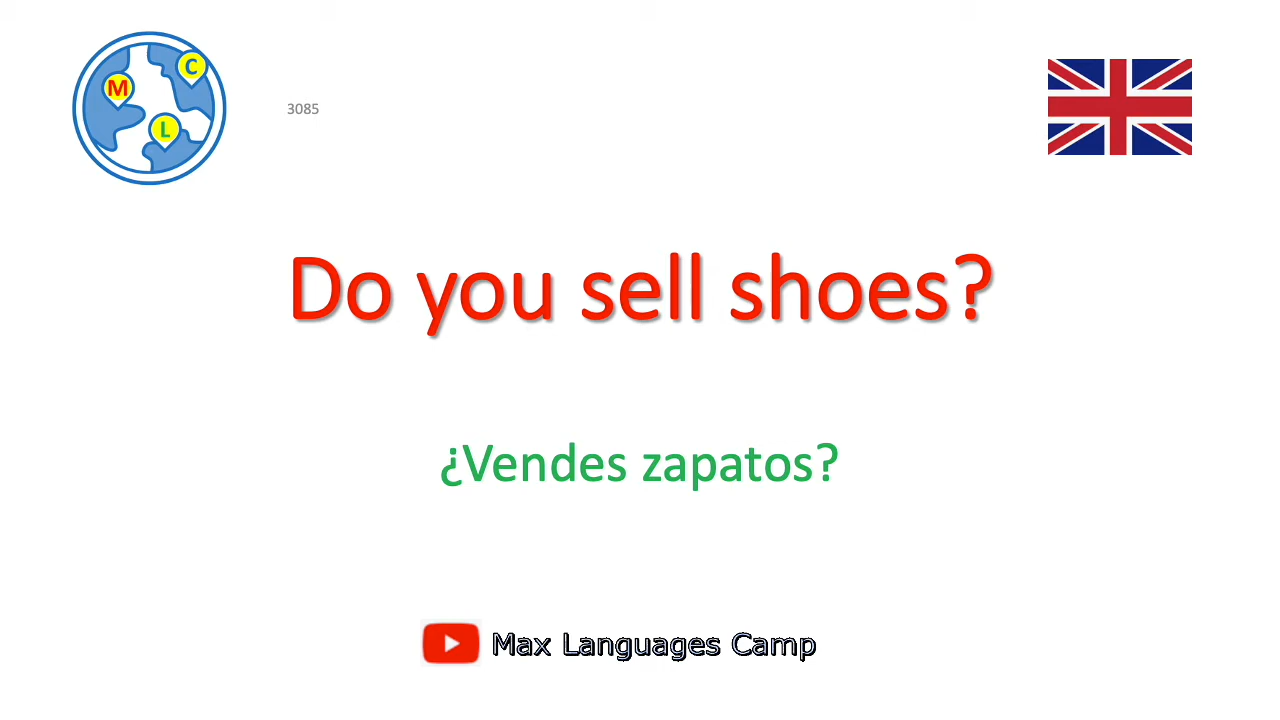 M
C
L
3085
Do you sell shoes?
¿Vendes zapatos?
Max Languages Camp